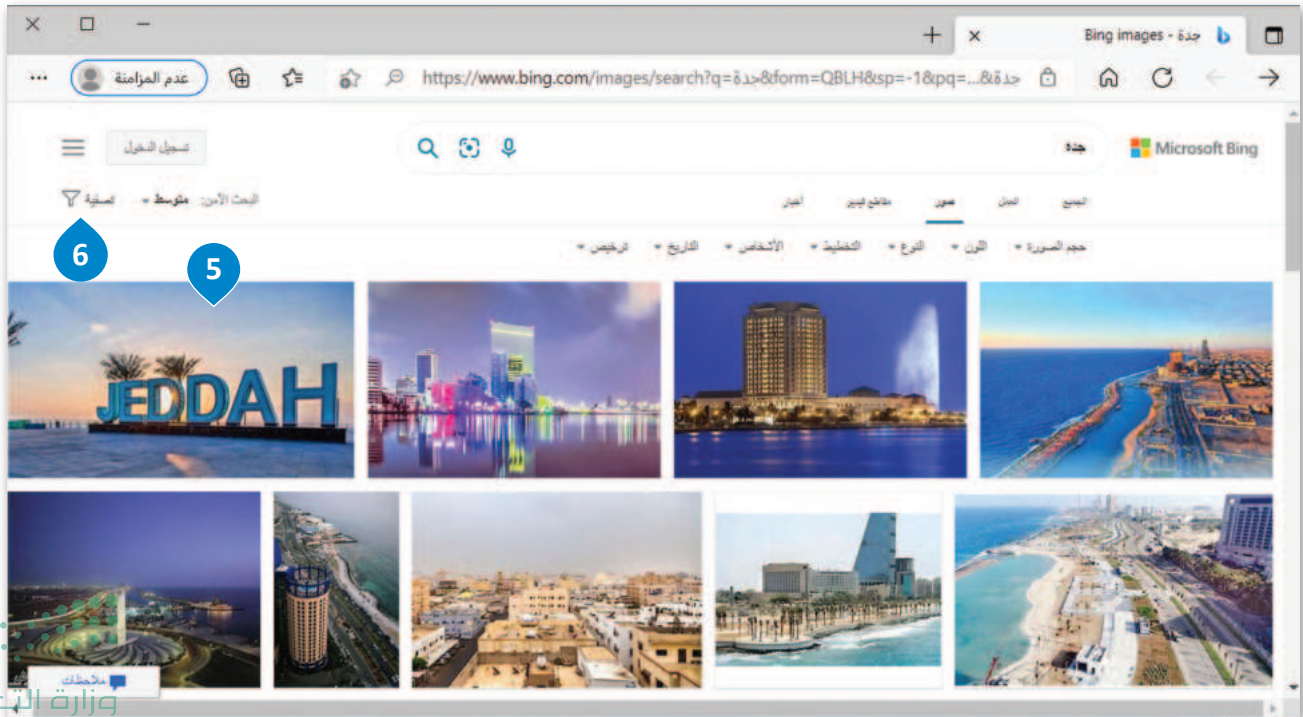 جدة - Bing images
https://www.bing.com/images/search?q=جدة&form=QBLH&sp=-1&pq=...جدة&
عدم المزامنة
Microsoft Bing
جدة
تسجيل الدخول
الجميع العمل صور مقاطع فيديو أخبار
البحث الآمن: متوسط تصفية
حجم الصورة اللون النوع التخطيط الأشخاص التاريخ ترخيص
6
5
JEDDAH
ملاحظات
وزارة